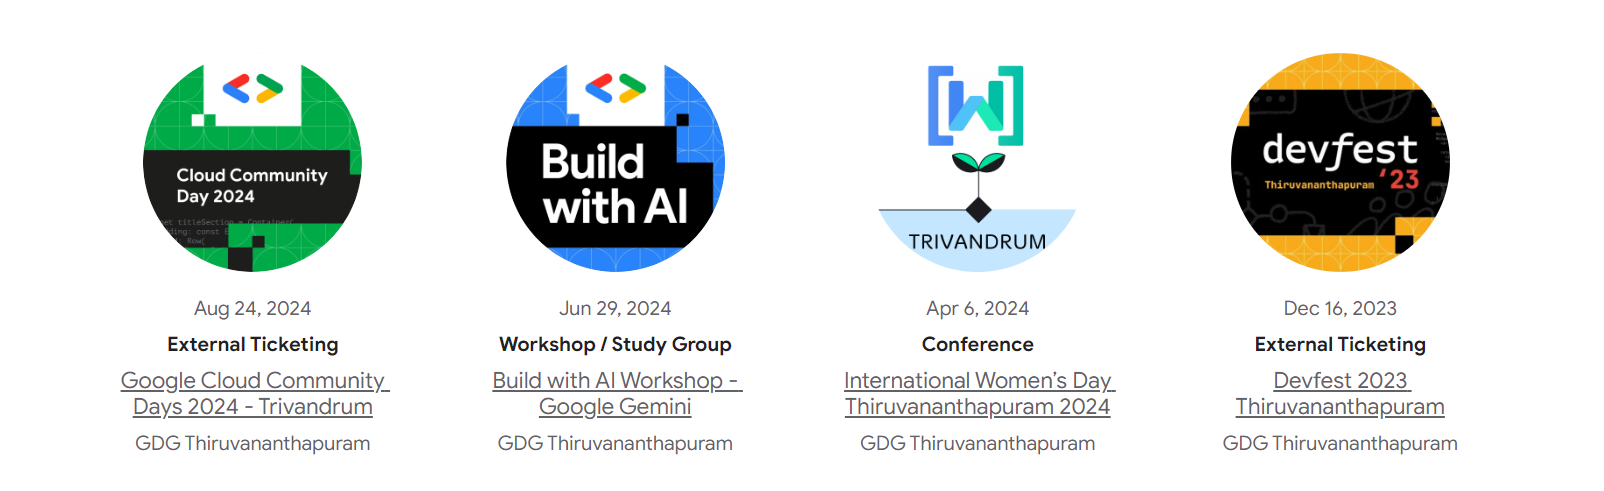 Cloud Community
Day 2024
Build
with AI
TRIVANDRUM
devfest
Thiruvananthapuram '23
Aug 24, 2024
External Ticketing
Google Cloud Community
Days 2024 - Trivandrum
GDG Thiruvananthapuram
Jun 29, 2024
Workshop / Study Group
Build with AI Workshop -
Google Gemini
GDG Thiruvananthapuram
Apr 6, 2024
Conference
International Women’s Day
Thiruvananthapuram 2024
GDG Thiruvananthapuram
Dec 16, 2023
External Ticketing
Devfest 2023
Thiruvananthapuram
GDG Thiruvananthapuram